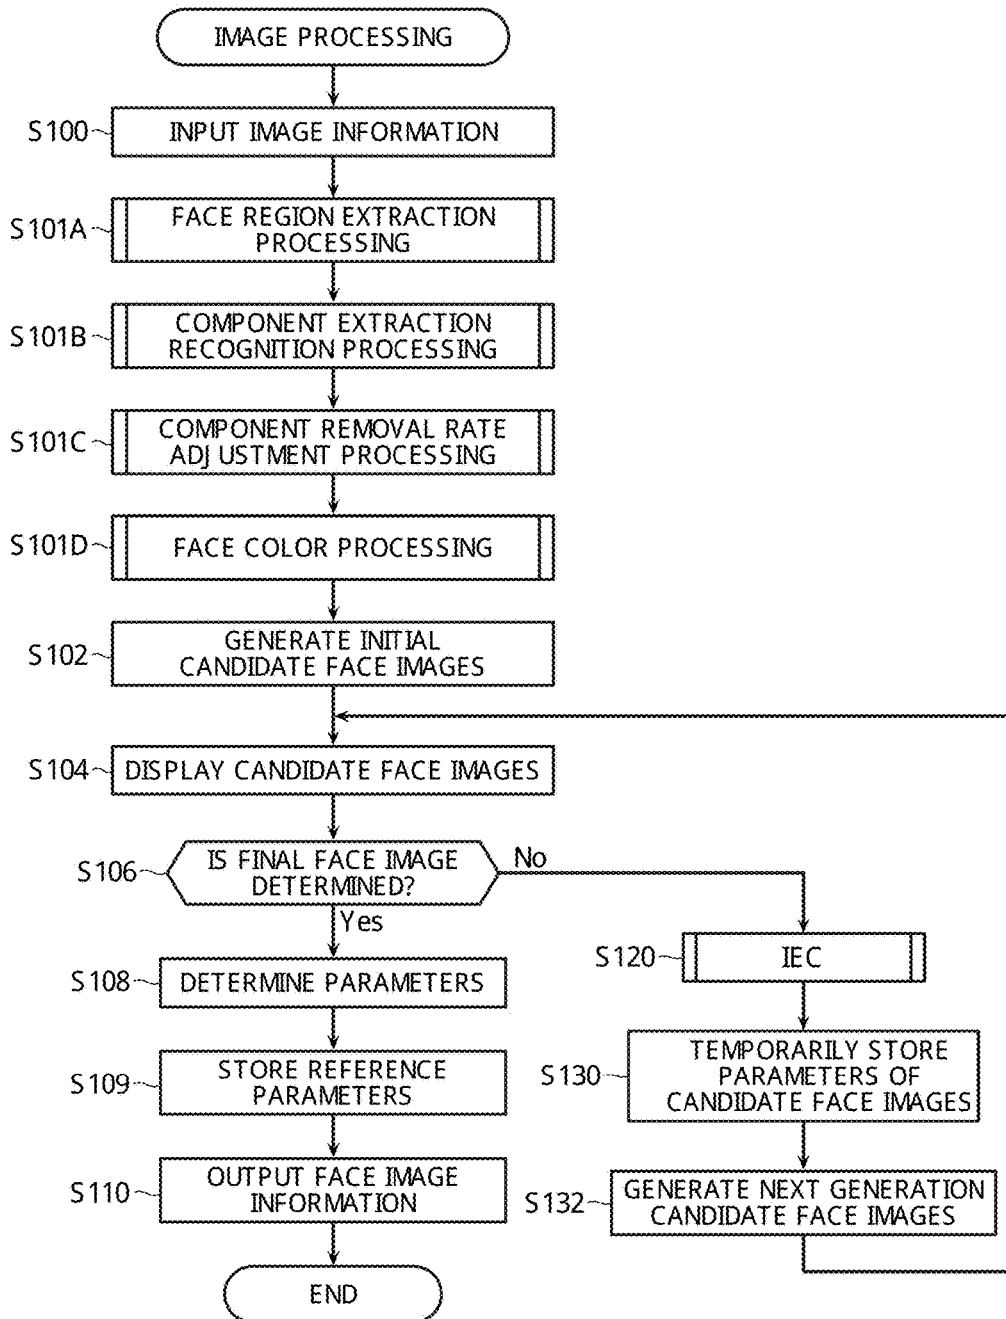 IMAGE PROCESSING
S100
INPUT IMAGE INFORMATION
S101A
FACE REGION EXTRACTION
PROCESSING
S101B
COMPONENT EXTRACTION
RECOGNITION PROCESSING
S101C
COMPONENT REMOVAL RATE
ADJUSTMENT PROCESSING
S101D
FACE COLOR PROCESSING
S102
GENERATE INITIAL
CANDIDATE FACE IMAGES
S104
DISPLAY CANDIDATE FACE IMAGES
S106
IS FINAL FACE IMAGE
DETERMINED?
No
Yes
S108
DETERMINE PARAMETERS
S109
STORE REFERENCE
PARAMETERS
S110
OUTPUT FACE IMAGE
INFORMATION
END
S120
IEC
S130
TEMPORARILY STORE
PARAMETERS OF
CANDIDATE FACE IMAGES
S132
GENERATE NEXT GENERATION
CANDIDATE FACE IMAGES